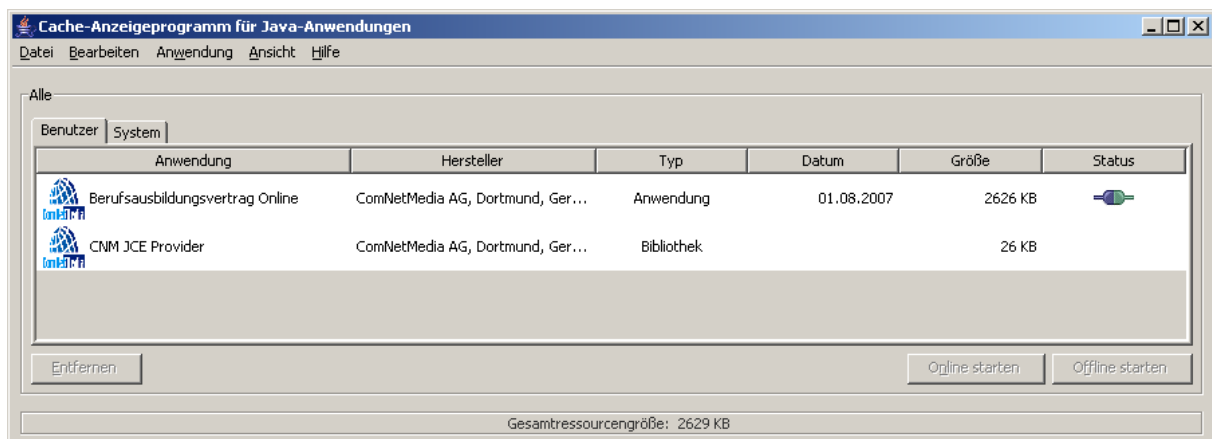 Cache-Anzeigeprogramm für Java-Anwendungen
Datei Bearbeiten Anwendung Ansicht Hilfe
Alle
Benutzer System
Anwendung Hersteller Typ Datum Größe Status
Berufsausbildungsvertrag Online ComNetMedia AG, Dortmund, Ger... Anwendung 01.08.2007 2626 KB
CNM JCE Provider ComNetMedia AG, Dortmund, Ger... Bibliothek 26 KB
Entfernen Online starten Offline starten
Gesamtressourcengröße: 2629 KB